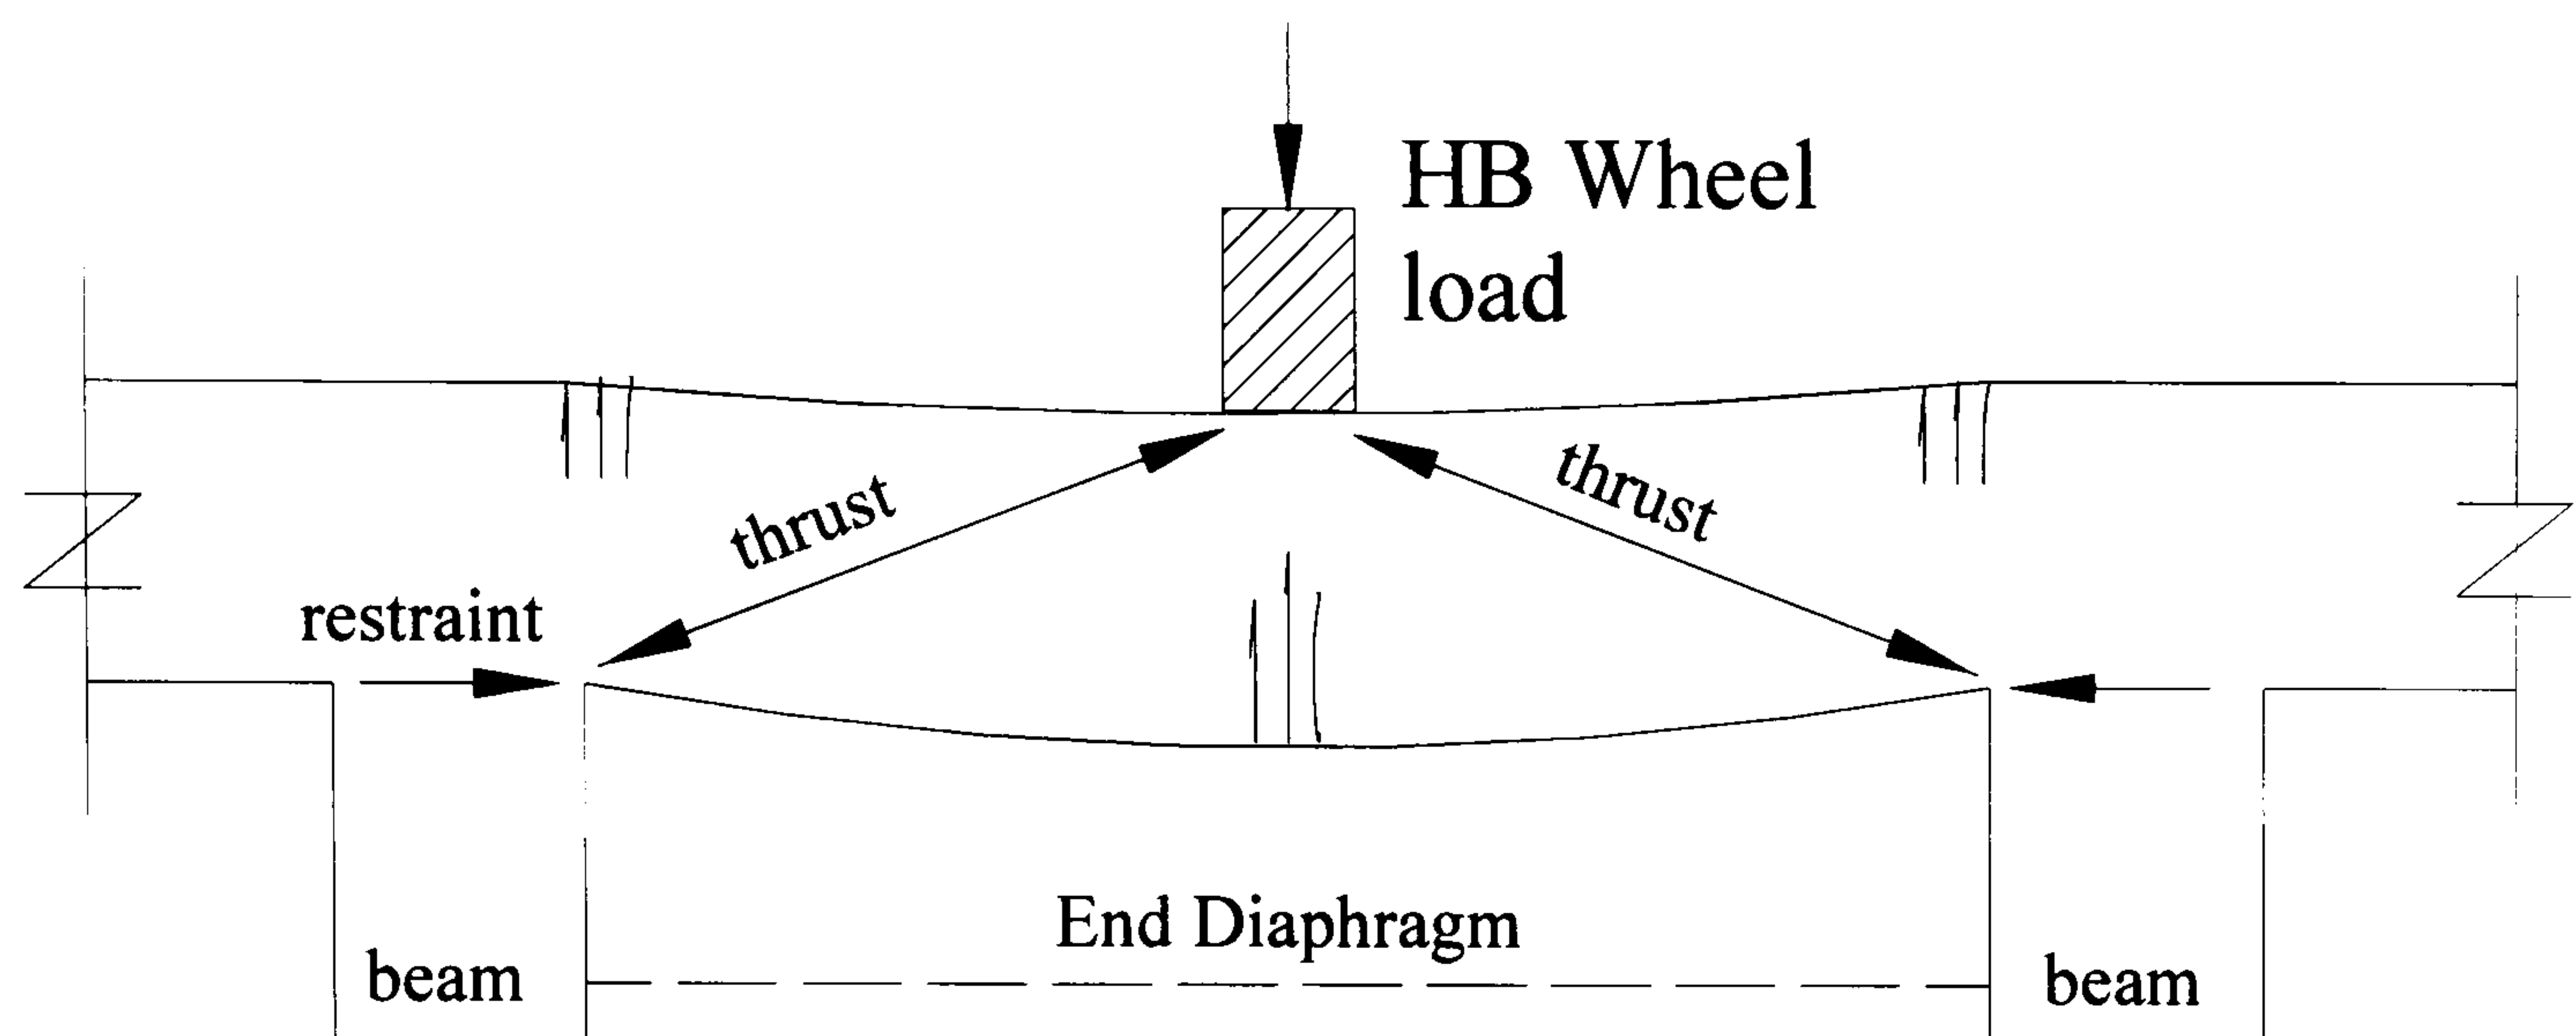 HB Wheel
load
thrust
thrust
restraint
End Diaphragm
beam
beam